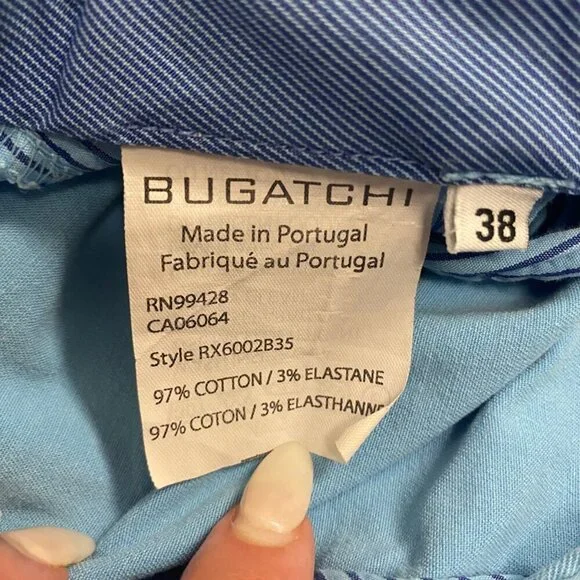 BUGATCHI
Made in Portugal
Fabriqué au Portugal
RN99428
CA06064
Style RX6002B35
97% COTTON / 3% ELASTANE
97% COTON / 3% ELASTHANNE
38